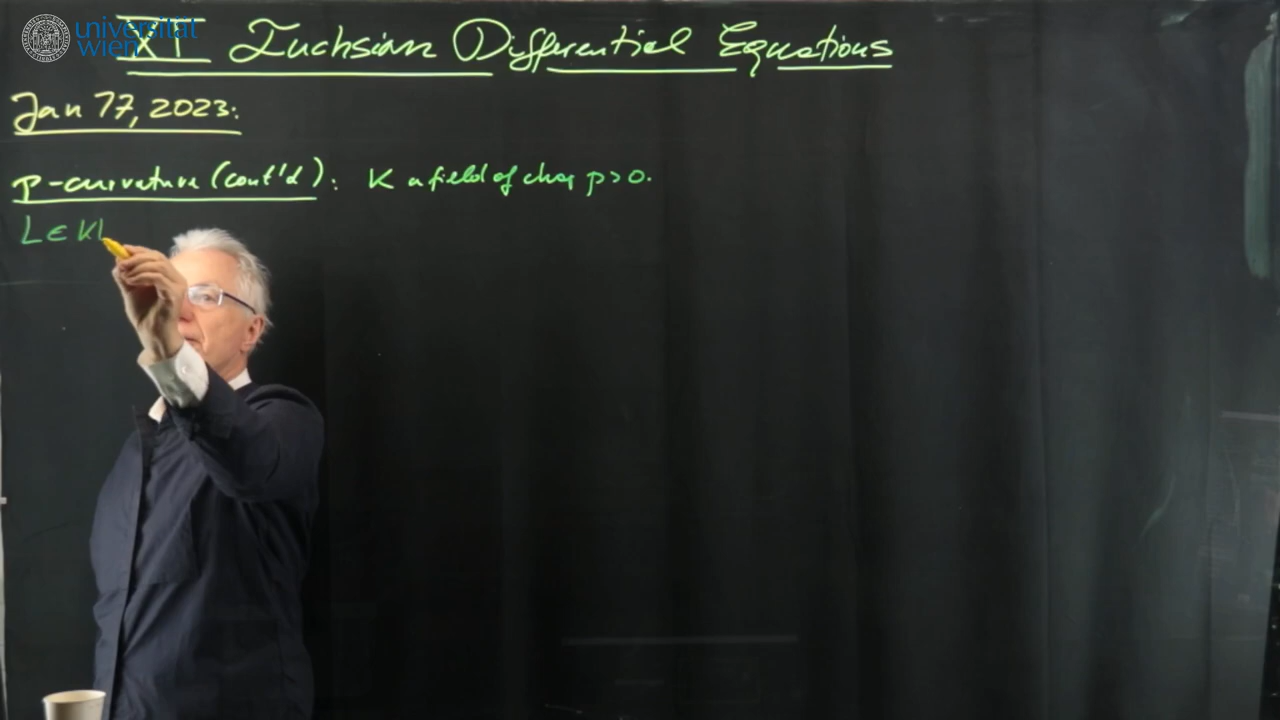 universität
wien
XI Fuchsian Differential Equations
Jan 17, 2023:
p-curvature (cont'd): K a field of char p>0.
L ∈ K